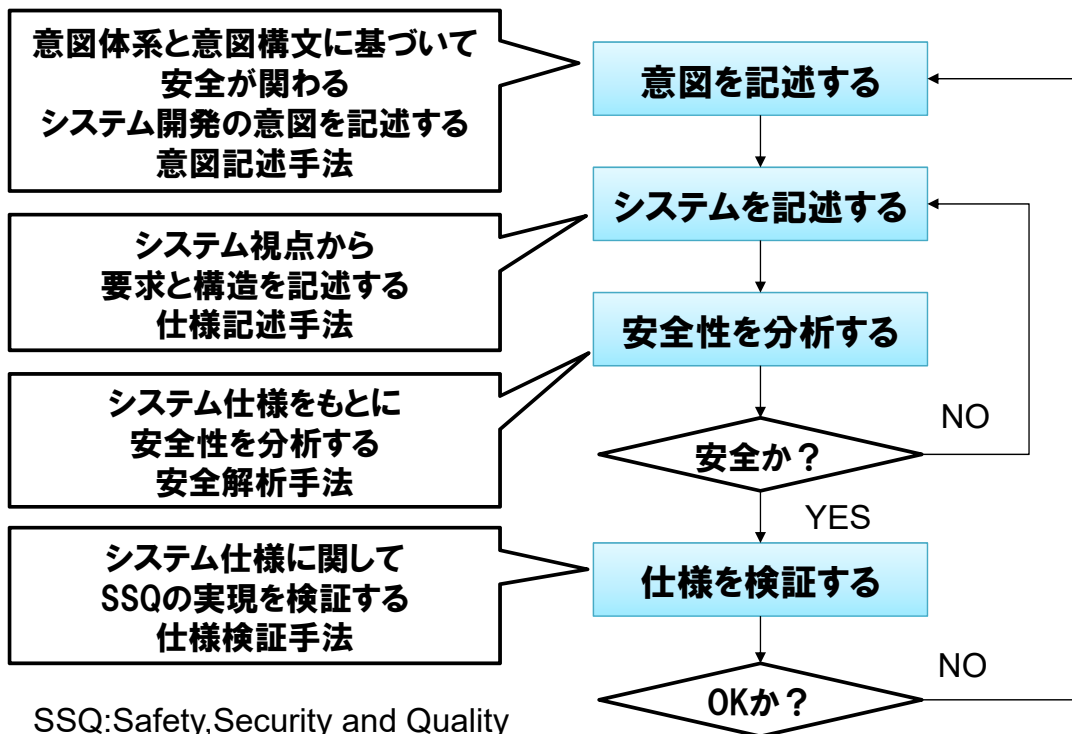 意図体系と意図構文に基づいて
安全が関わる
システム開発の意図を記述する
意図記述手法
意図を記述する
システム視点から
要求と構造を記述する
仕様記述手法
システムを記述する
システム仕様をもとに
安全性を分析する
安全解析手法
安全性を分析する
安全か？
NO
YES
システム仕様に関して
SSQの実現を検証する
仕様検証手法
仕様を検証する
OKか？
NO
SSQ:Safety,Security and Quality